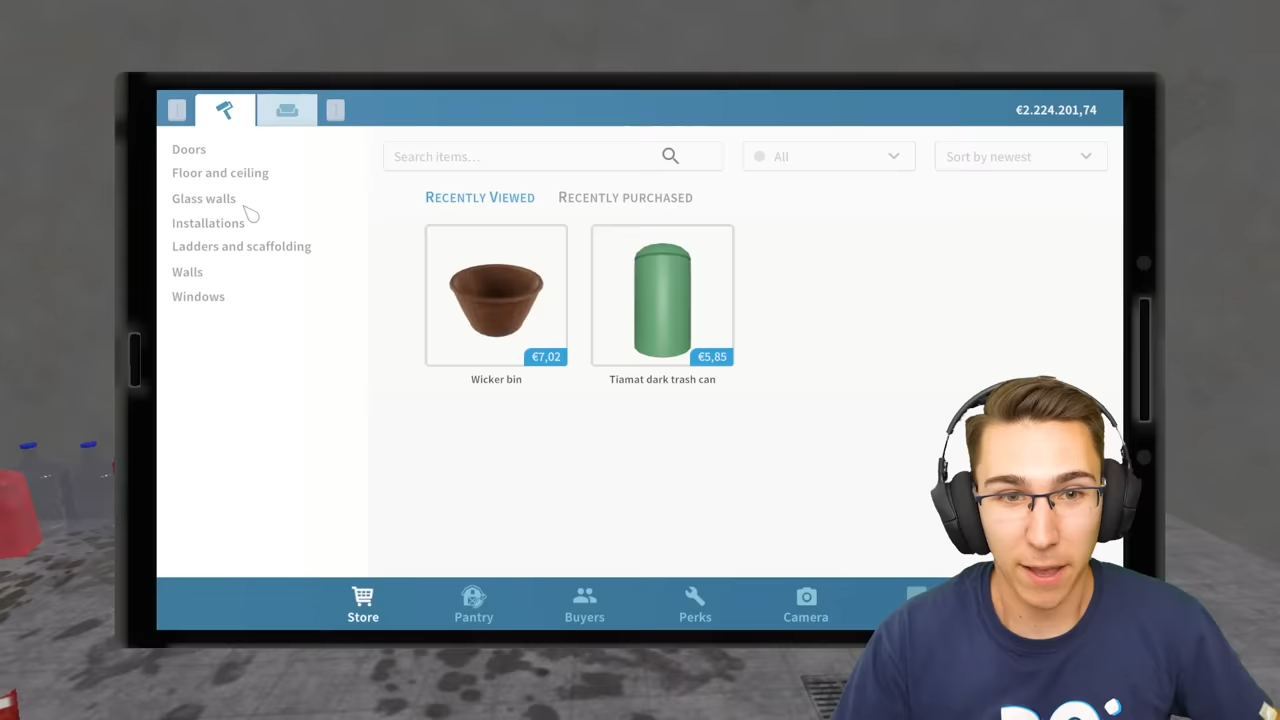 €2.224.201,74
Doors
Floor and ceiling
Glass walls
Installations
Ladders and scaffolding
Walls
Windows
Search items...
All
Sort by newest
RECENTLY VIEWED
RECENTLY PURCHASED
€7,02
€5,85
Wicker bin
Tiamat dark trash can
Store
Pantry
Buyers
Perks
Camera